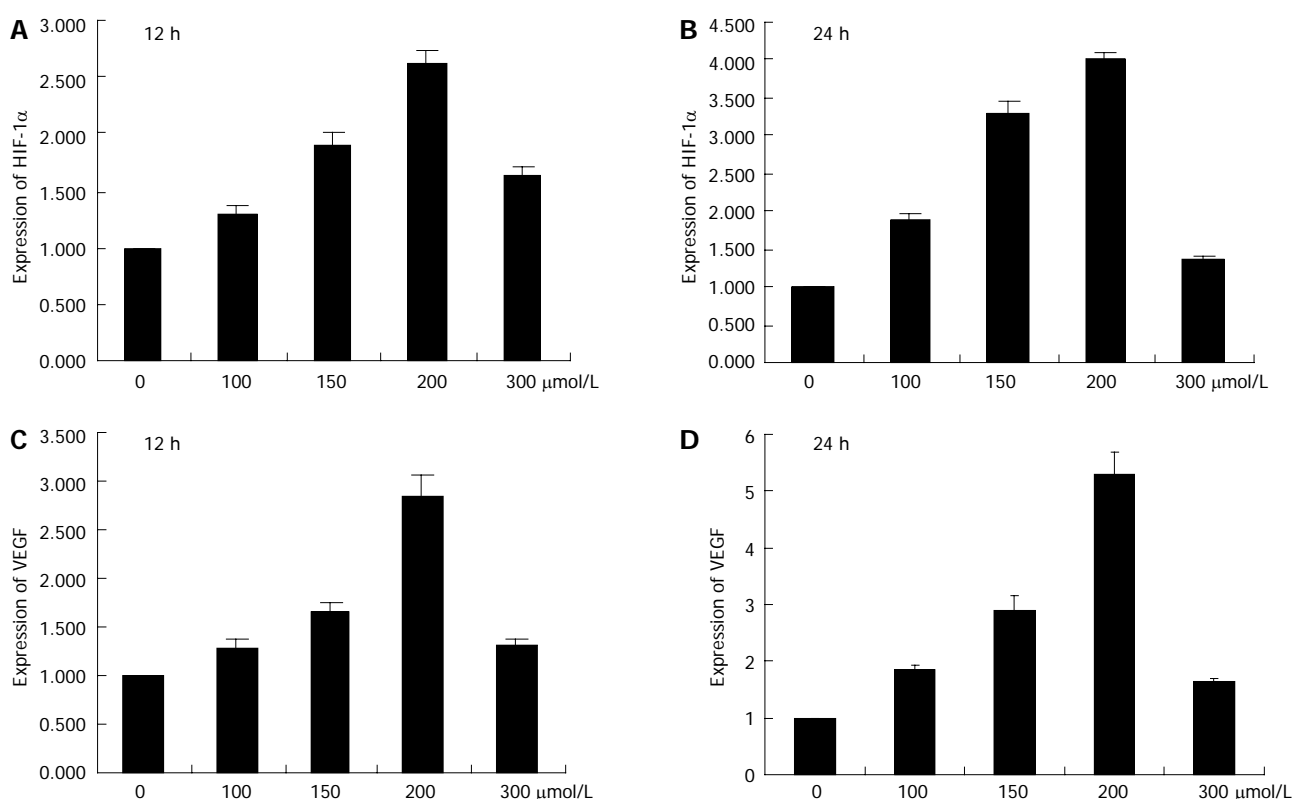 A
12 h
Expression of HIF-1α
3.000
2.500
2.000
1.500
1.000
0.500
0.000
0 100 150 200 300 μmol/L
B
24 h
Expression of HIF-1α
4.500
4.000
3.500
3.000
2.500
2.000
1.500
1.000
0.500
0.000
0 100 150 200 300 μmol/L
C
12 h
Expression of VEGF
3.500
3.000
2.500
2.000
1.500
1.000
0.500
0.000
0 100 150 200 300 μmol/L
D
24 h
Expression of VEGF
6
5
4
3
2
1
0
0 100 150 200 300 μmol/L